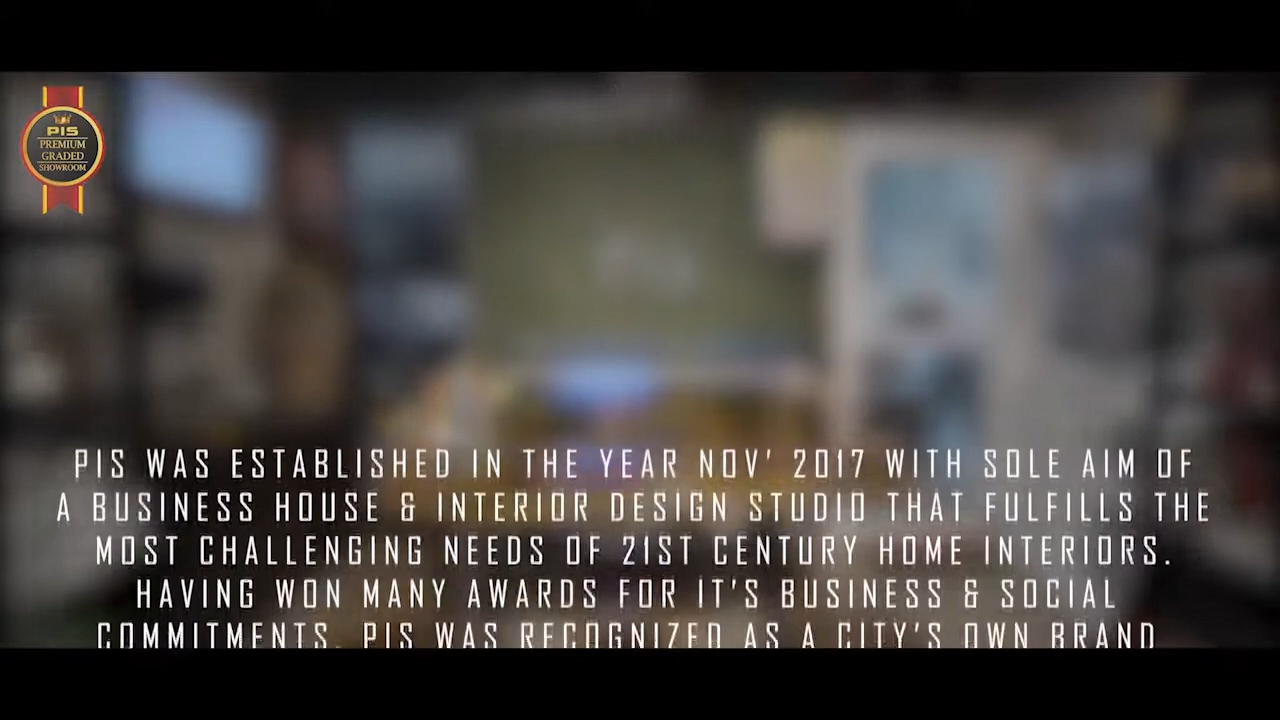 PIS
PREMIUM
GRADED
SHOWROOM
PIS WAS ESTABLISHED IN THE YEAR NOV' 2017 WITH SOLE AIM OF
A BUSINESS HOUSE & INTERIOR DESIGN STUDIO THAT FULFILLS THE
MOST CHALLENGING NEEDS OF 21ST CENTURY HOME INTERIORS.
HAVING WON MANY AWARDS FOR IT'S BUSINESS & SOCIAL
COMMITMENTS. PIS WAS RECOGNIZED AS A CITY'S OWN BRAND